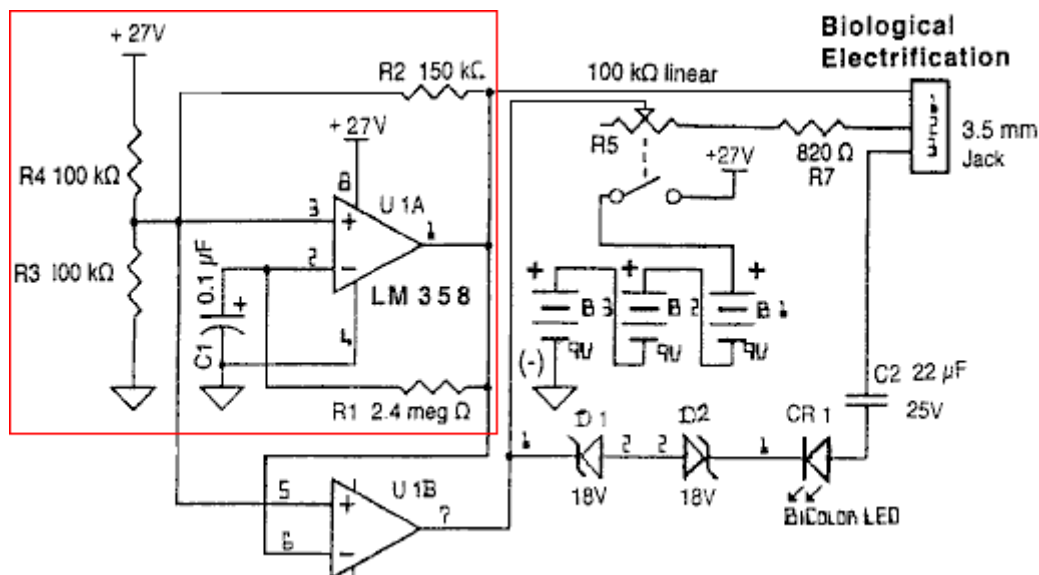 Biological
Electrification
+ 27V
R2 150 kΩ
100 kΩ linear
+27V
R4 100 kΩ
8
U 1A
3
+
1
2
−
LM 358
4
R3 100 kΩ
0.1 µF
+
C1
R1 2.4 meg Ω
R5
820 Ω
R7
+27V
3.5 mm
Jack
+
+
+
B 3
B 2
B 1
9V
9V
9V
(-)
C2 22 µF
25V
D 1
D2
CR 1
1
2
2
1
18V
18V
BiColor LED
U 1B
5
+
7
6
−